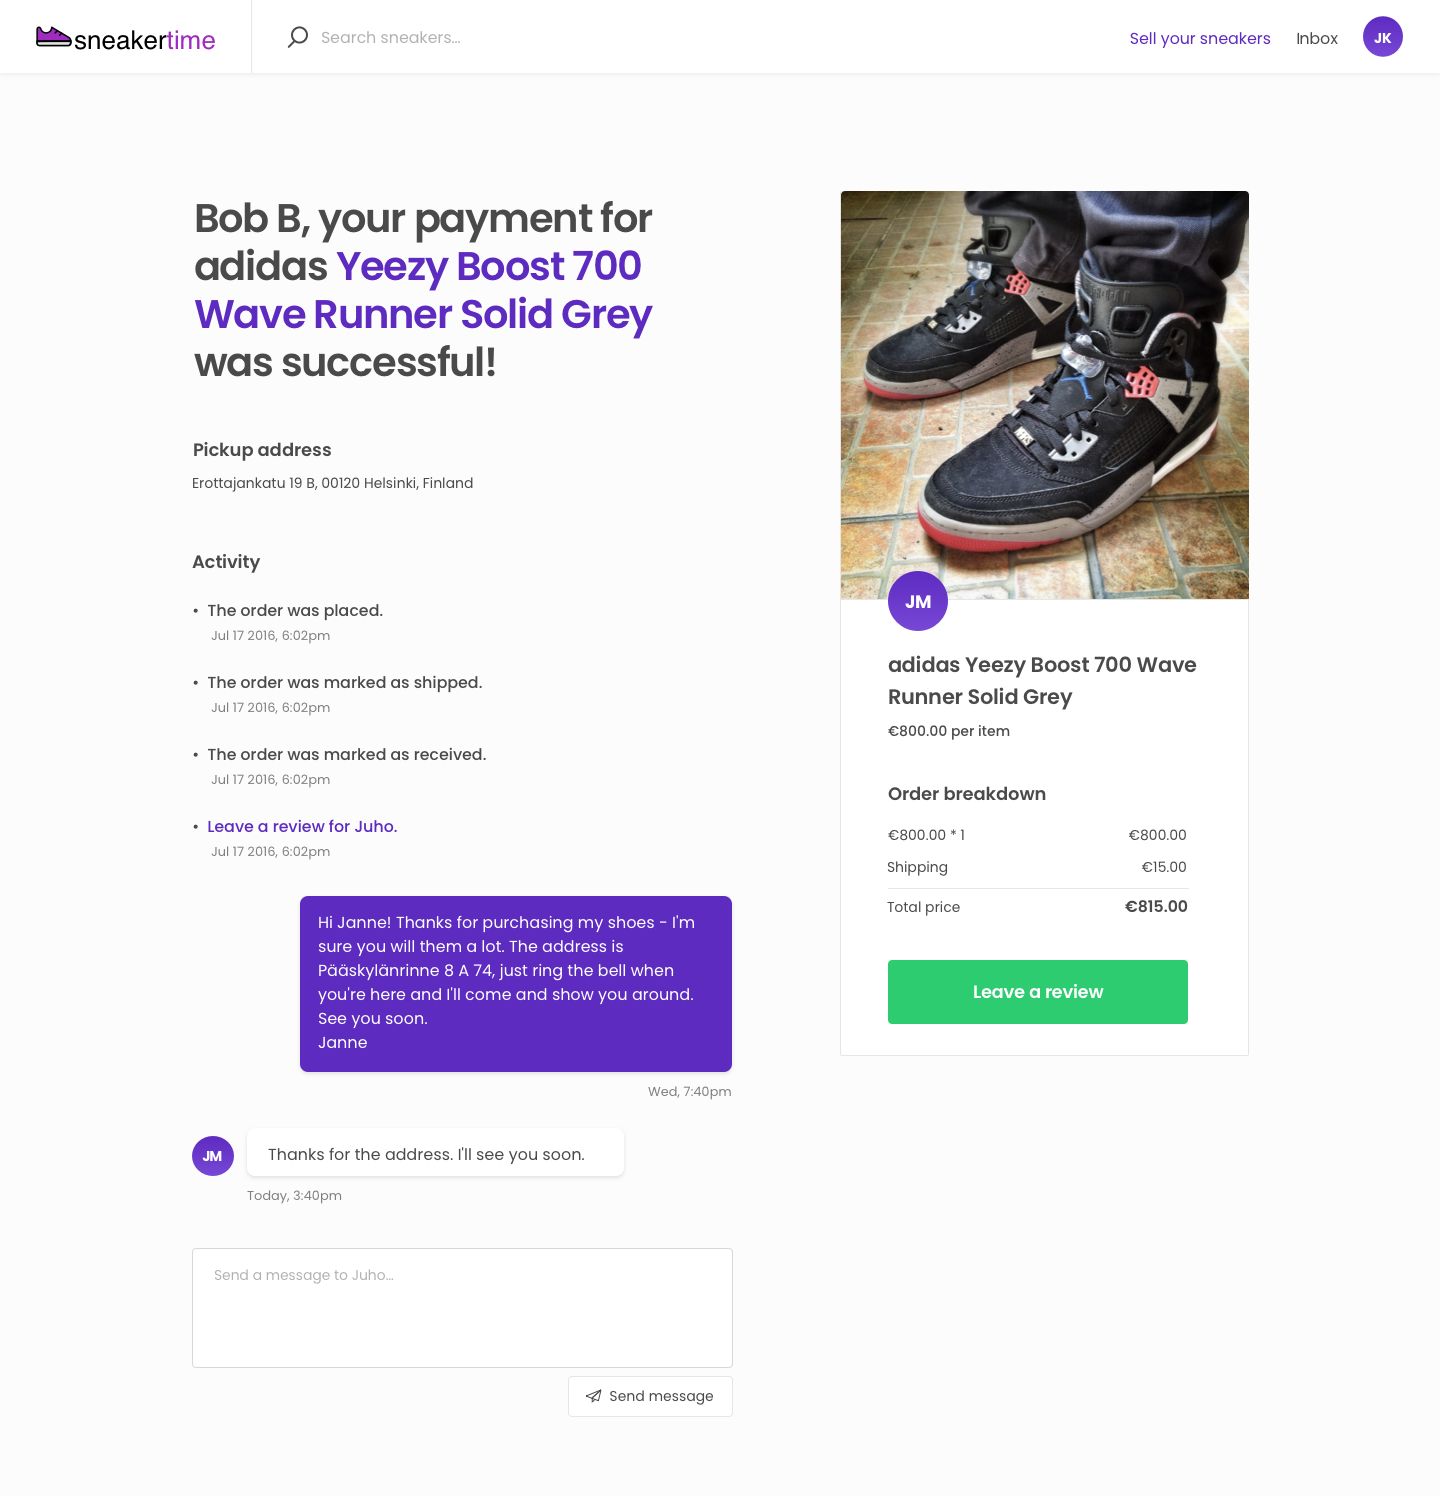 sneakertime
Search sneakers...
Sell your sneakers
Inbox
JK
Bob B, your payment for
adidas Yeezy Boost 700
Wave Runner Solid Grey
was successful!
Pickup address
Erottajankatu 19 B, 00120 Helsinki, Finland
Activity
• The order was placed.
Jul 17 2016, 6:02pm
• The order was marked as shipped.
Jul 17 2016, 6:02pm
• The order was marked as received.
Jul 17 2016, 6:02pm
• Leave a review for Juho.
Jul 17 2016, 6:02pm
Hi Janne! Thanks for purchasing my shoes - I'm
sure you will them a lot. The address is
Pääskylänrinne 8 A 74, just ring the bell when
you're here and I'll come and show you around.
See you soon.
Janne
Wed, 7:40pm
JM
Thanks for the address. I'll see you soon.
Today, 3:40pm
Send a message to Juho...
Send message
JM
adidas Yeezy Boost 700 Wave
Runner Solid Grey
€800.00 per item
Order breakdown
€800.00 * 1 €800.00
Shipping €15.00
Total price €815.00
Leave a review